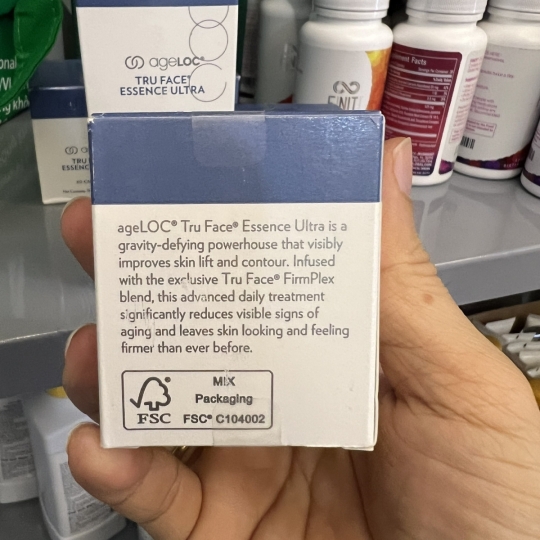 ageLOC®
TRU FACE®
ESSENCE ULTRA
TRU
ageLOC® Tru Face® Essence Ultra is a
gravity-defying powerhouse that visibly
improves skin lift and contour. Infused
with the exclusive Tru Face® FirmPlex
blend, this advanced daily treatment
significantly reduces visible signs of
aging and leaves skin looking and feeling
firmer than ever before.
MIX
Packaging
FSC® C104002
FSC